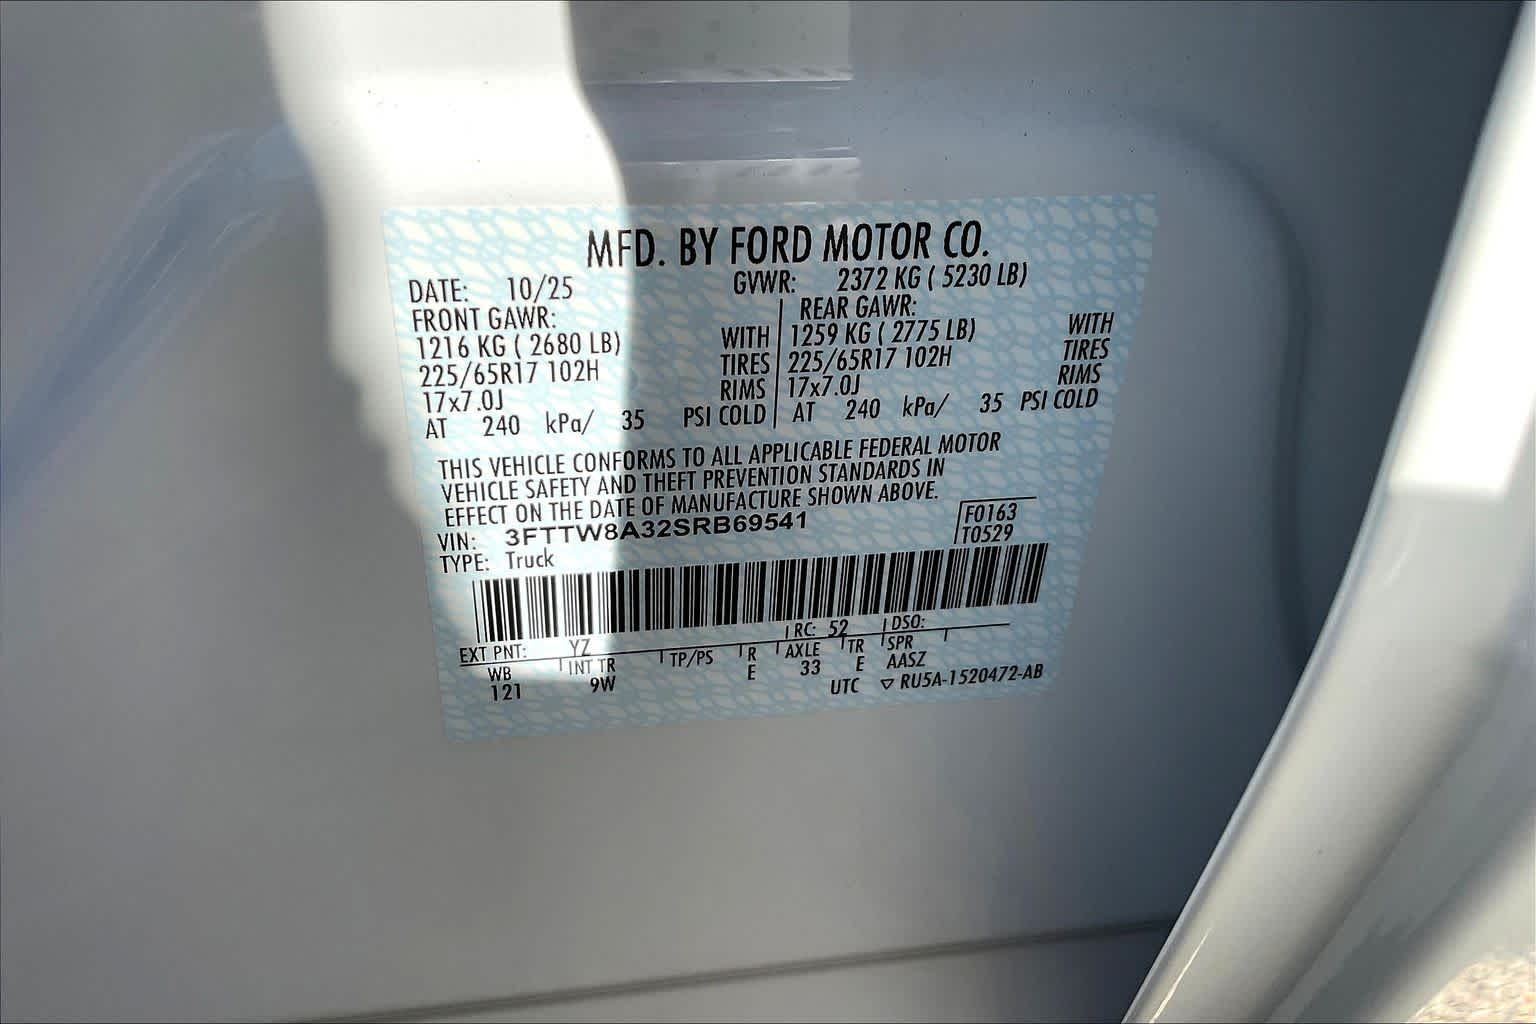 MFD. BY FORD MOTOR CO.
DATE: 10/25 GVWR: 2372 KG ( 5230 LB)
FRONT GAWR: REAR GAWR:
1216 KG ( 2680 LB) WITH 1259 KG ( 2775 LB) WITH
225/65R17 102H TIRES 225/65R17 102H TIRES
17x7.0J RIMS 17x7.0J RIMS
AT 240 kPa/ 35 PSI COLD AT 240 kPa/ 35 PSI COLD
THIS VEHICLE CONFORMS TO ALL APPLICABLE FEDERAL MOTOR
VEHICLE SAFETY AND THEFT PREVENTION STANDARDS IN
EFFECT ON THE DATE OF MANUFACTURE SHOWN ABOVE.
VIN: 3FTTW8A32SRB69541 F0163
TYPE: Truck T0529
EXT PNT: YZ RC: 52 DSO:
WB INT TR TP/PS R AXLE TR SPR
121 9W E 33 E AASZ
UTC ▽ RU5A-1520472-AB